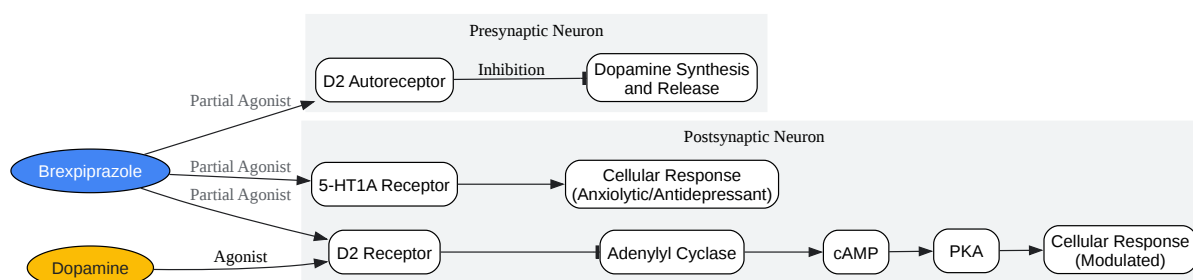 Presynaptic Neuron
D2 Autoreceptor
Inhibition
Dopamine Synthesis
and Release
Partial Agonist
Postsynaptic Neuron
Brexpiprazole
Partial Agonist
5-HT1A Receptor
Cellular Response
(Anxiolytic/Antidepressant)
Partial Agonist
Dopamine
Agonist
D2 Receptor
Adenylyl Cyclase
cAMP
PKA
Cellular Response
(Modulated)